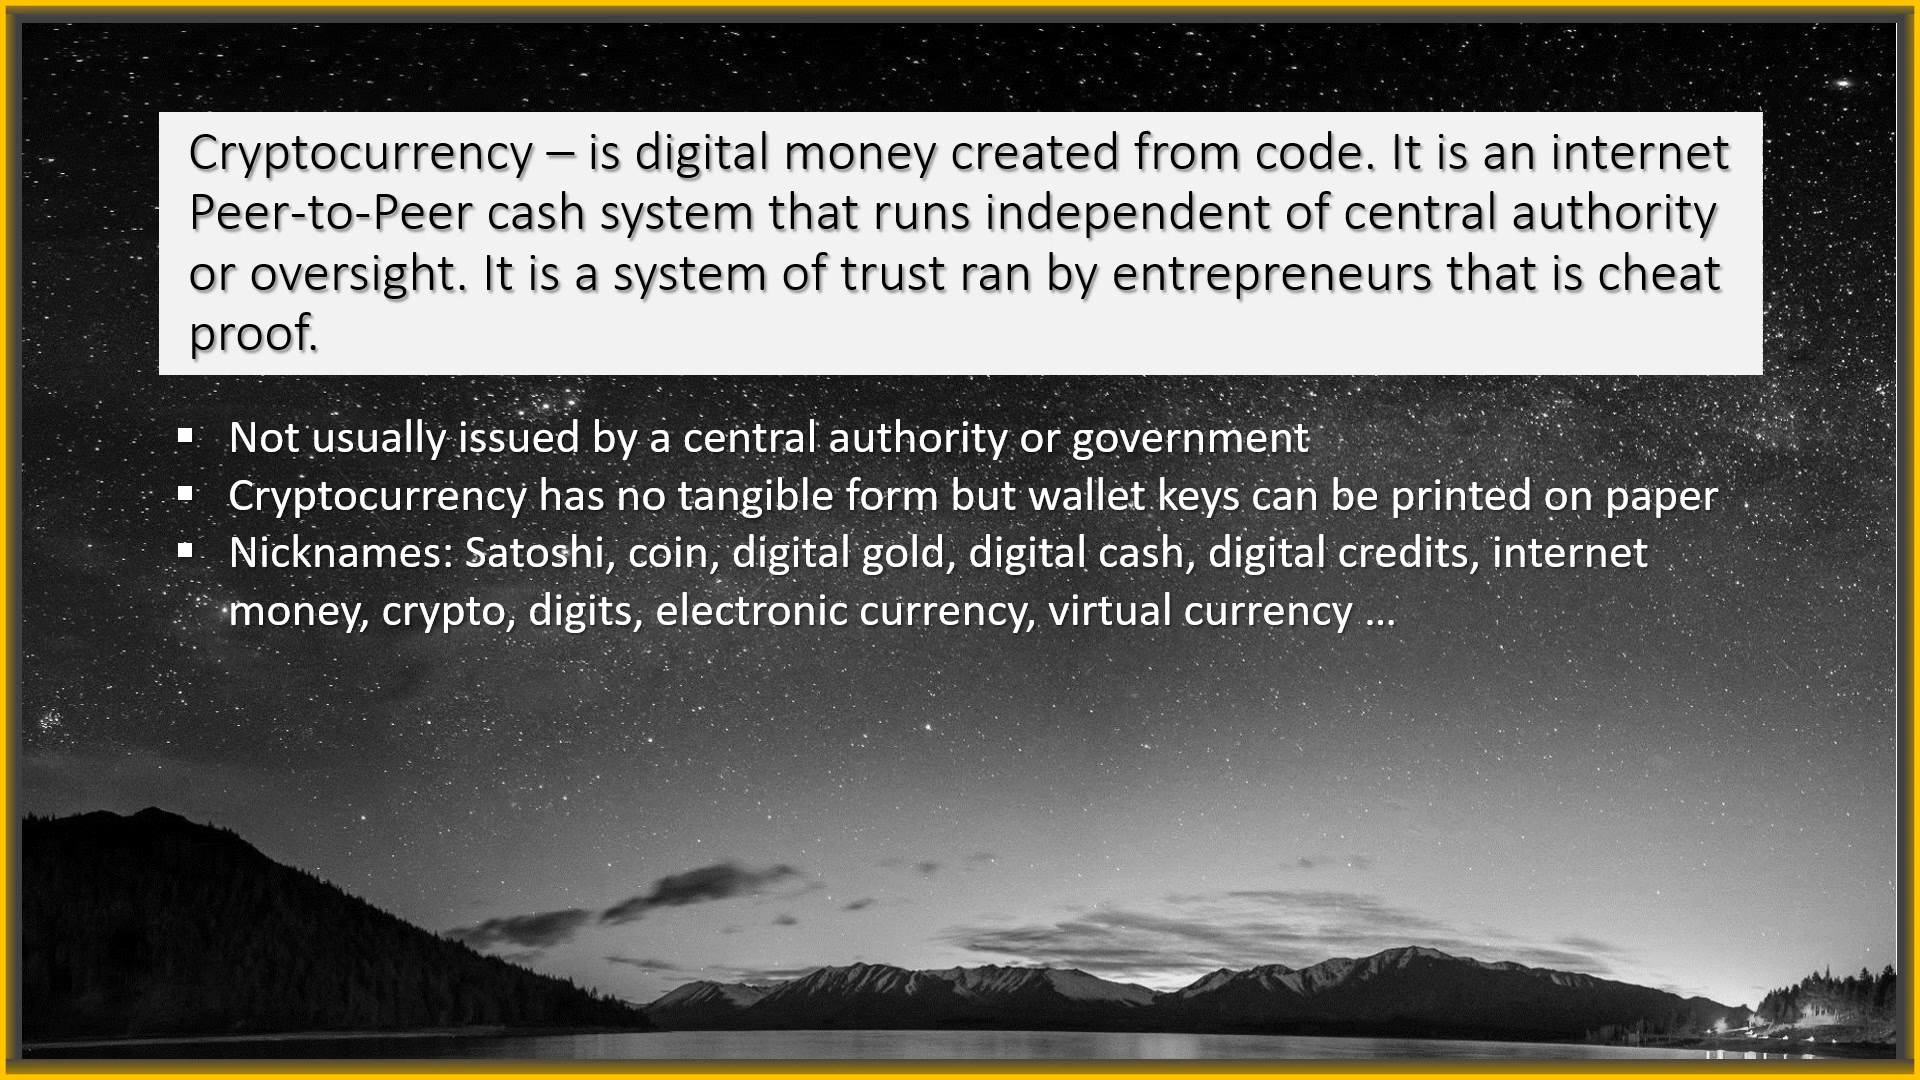 Cryptocurrency – is digital money created from code. It is an internet
Peer-to-Peer cash system that runs independent of central authority
or oversight. It is a system of trust ran by entrepreneurs that is cheat
proof.
▪ Not usually issued by a central authority or government
▪ Cryptocurrency has no tangible form but wallet keys can be printed on paper
▪ Nicknames: Satoshi, coin, digital gold, digital cash, digital credits, internet
money, crypto, digits, electronic currency, virtual currency …